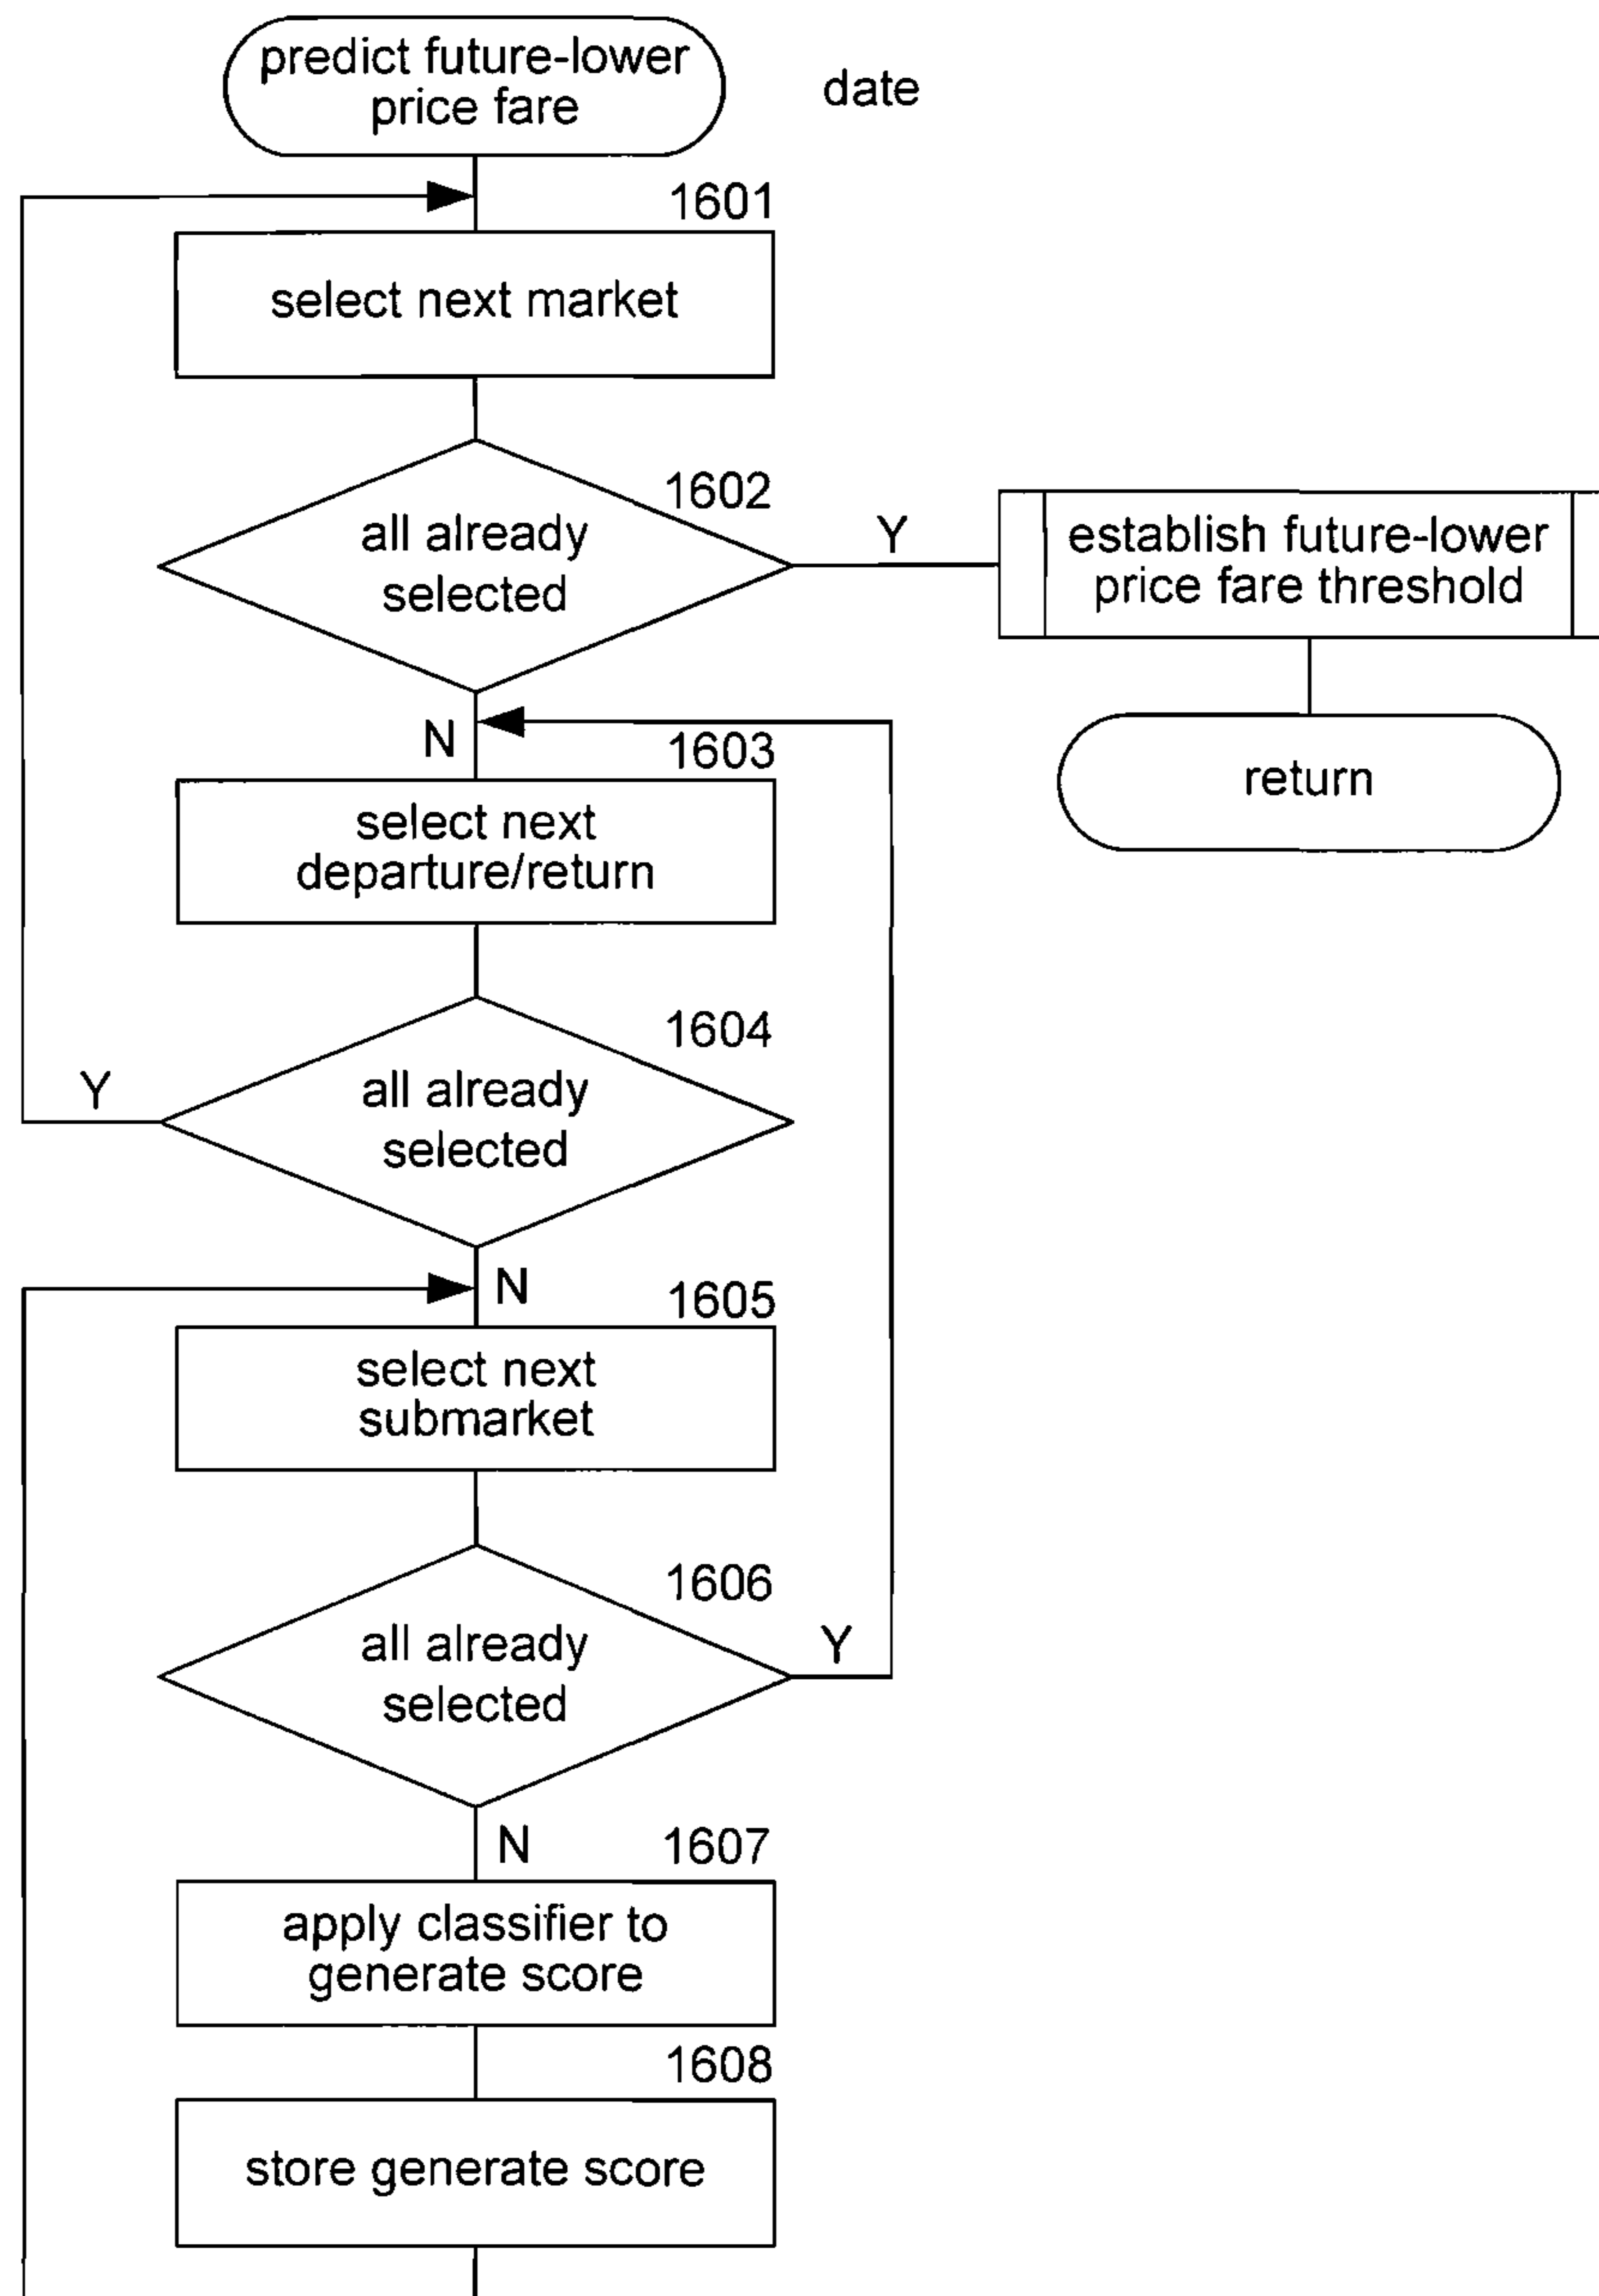 predict future-lower
price fare
date
1601
select next market
1602
all already
selected
Y
establish future-lower
price fare threshold
N
1603
select next
departure/return
return
1604
all already
selected
Y
N
1605
select next
submarket
1606
all already
selected
Y
N
1607
apply classifier to
generate score
1608
store generate score